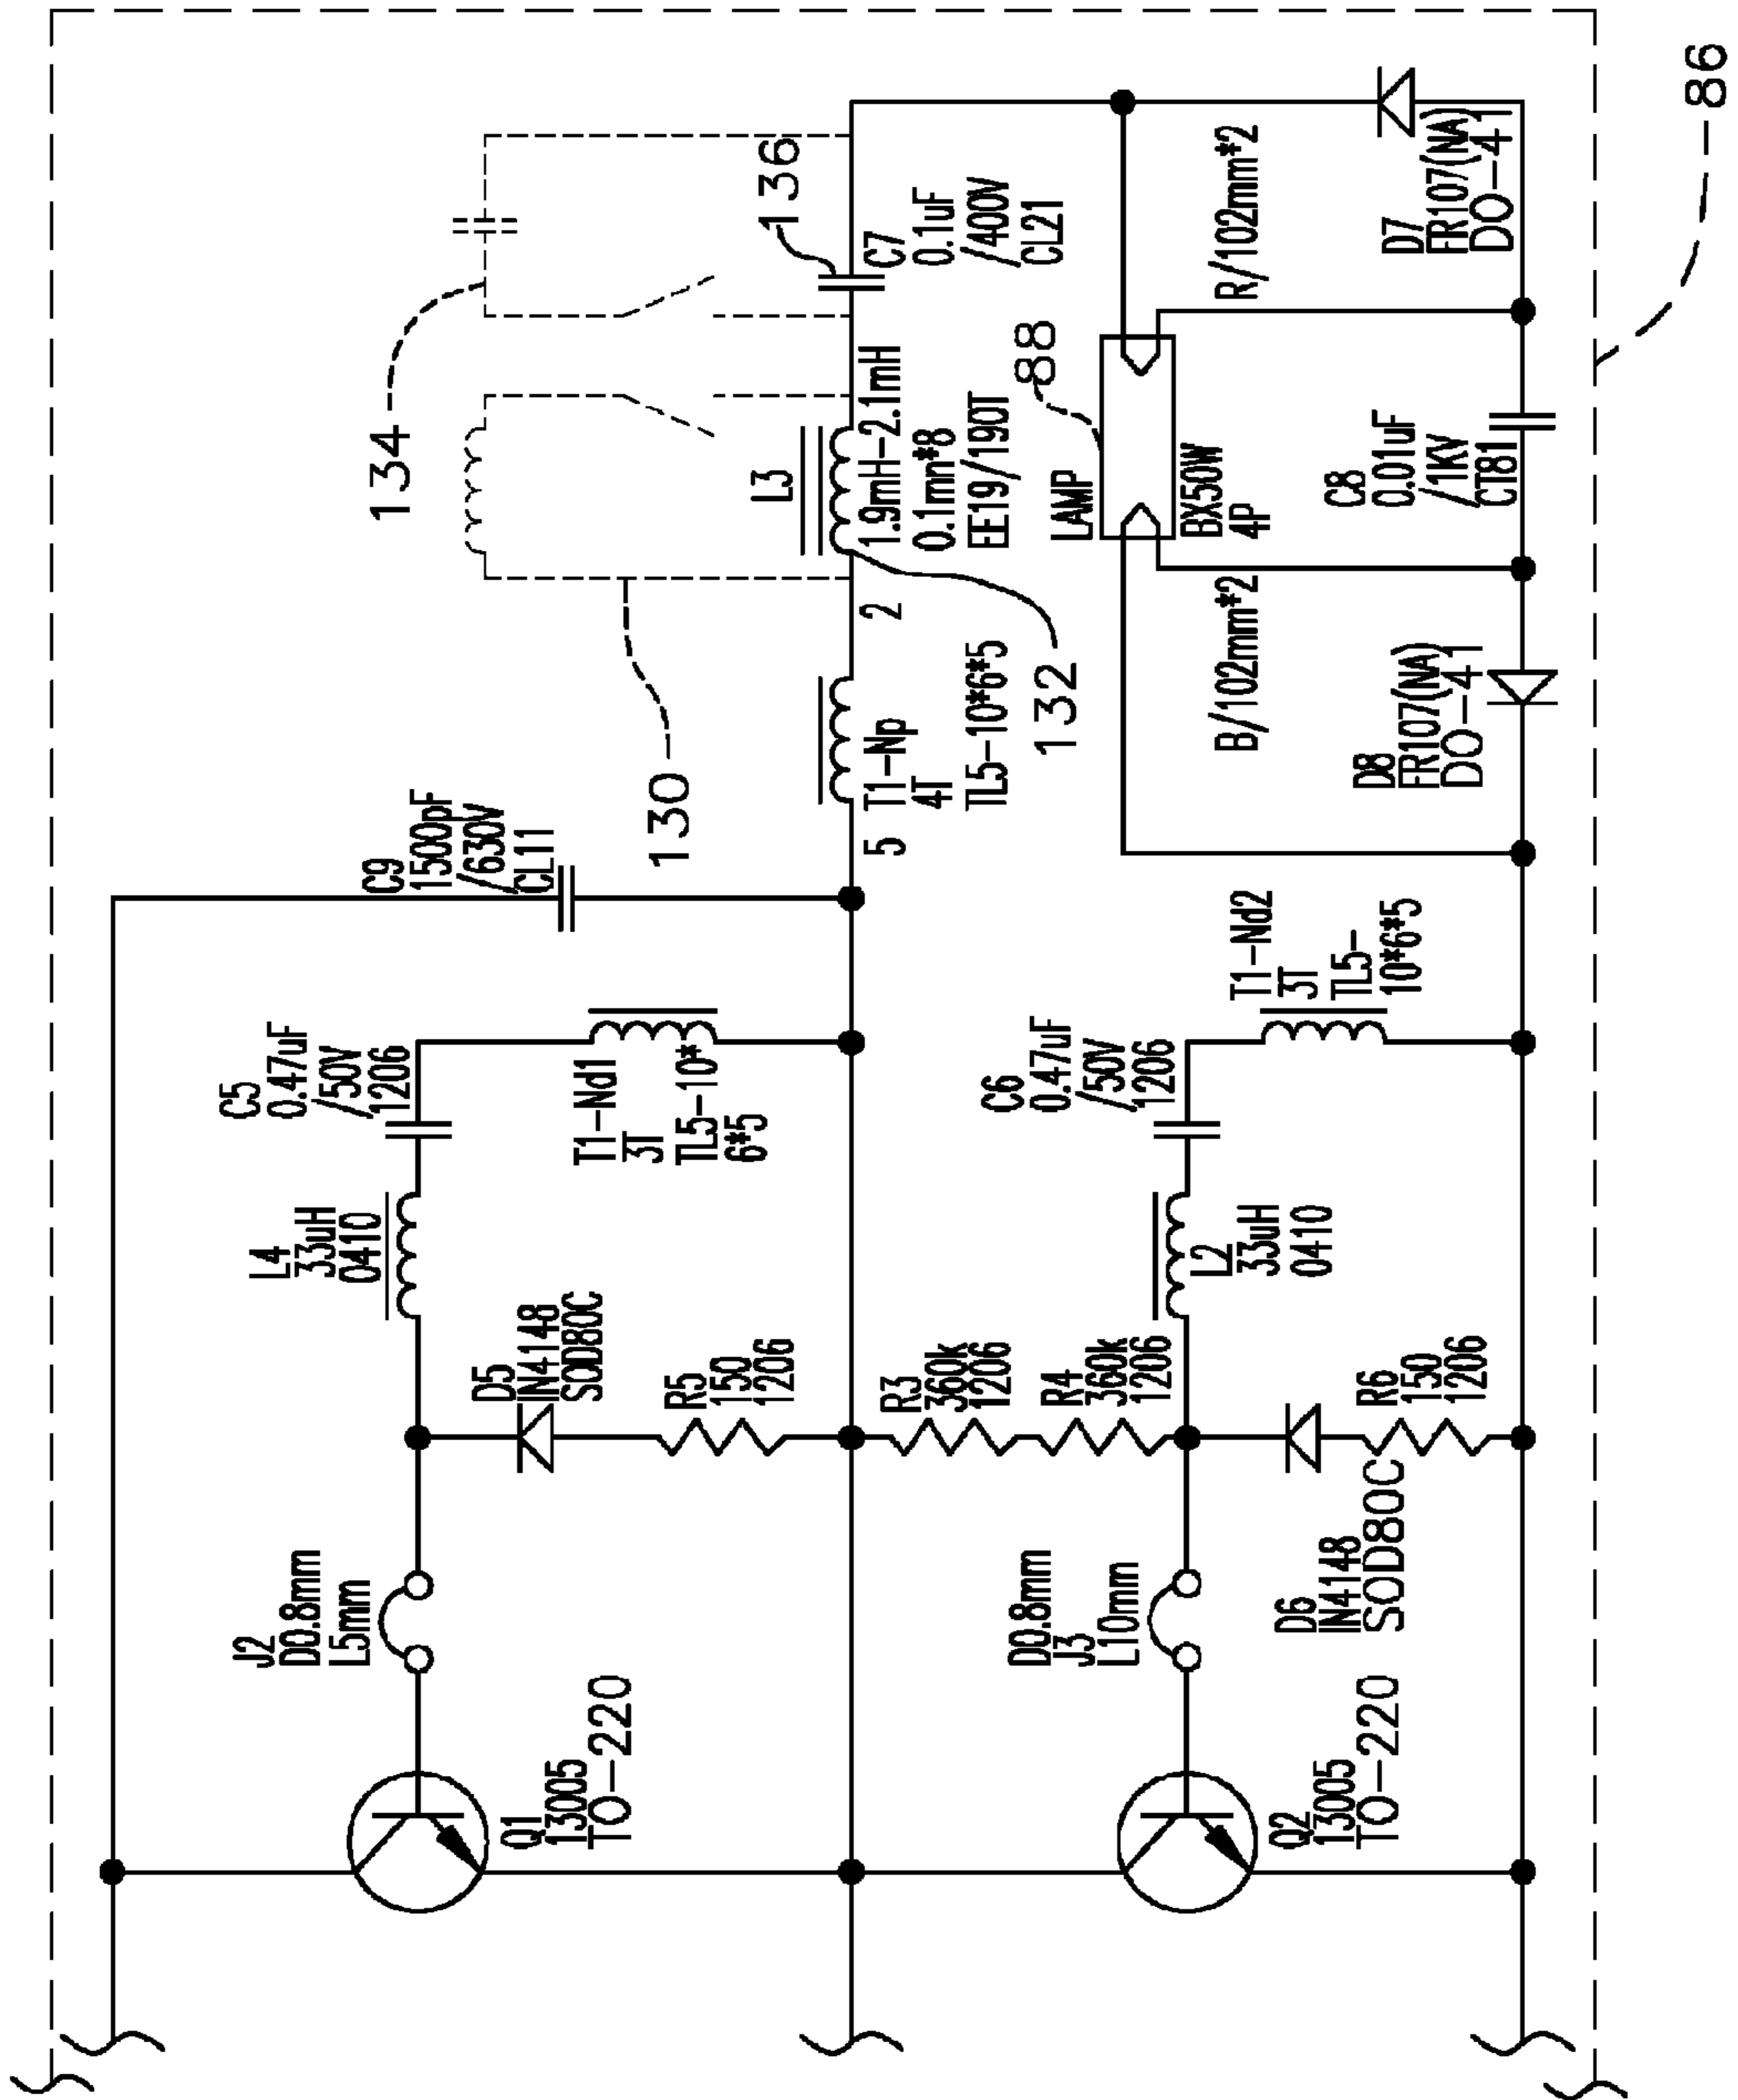 C9
1500pF
/630V
CL11
134
130
J2
D0.8mm
L5mm
L4
33uH
0410
C5
0.47uF
/50V
1206
D5
IN4148
SOD80C
R5
150
1206
T1-Nd1
3T
TL5-10*
6*5
Q1
13005
TO-220
5
T1-Np
4T
TL5-10*6*5
2
L3
1.9mH-2.1mH
0.1mn*8
EE19/190T
132
136
C7
0.1uF
/400V
CL21
R3
360k
1206
R4
360k
1206
D0.8mm
J3
L10mm
L2
33uH
0410
C6
0.47uF
/50V
1206
T1-Nd2
3T
TL5-
10*6*5
D6
IN4148
SOD80C
R6
150
1206
Q2
13005
TO-220
LAMP
88
BX50W
4P
B/102mm*2
R/102mm*2
D8
FR107(NA)
DO-41
C8
0.01uF
/1KV
CT81
D7
FR107(NA)
DO-41
86